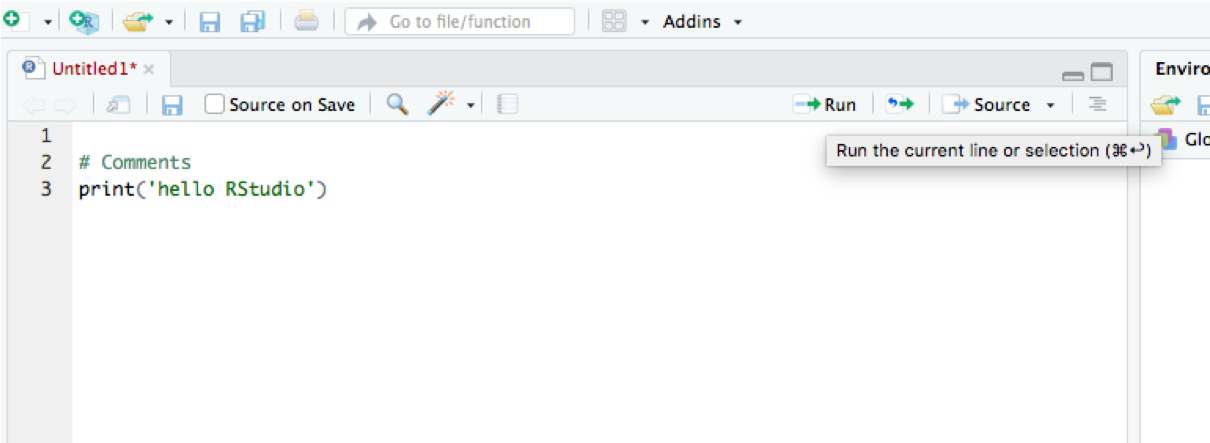 Go to file/function Addins
Untitled1* Enviro
Source on Save Run Source
Run the current line or selection (⌘↩) Glo
1
2 # Comments
3 print('hello RStudio')